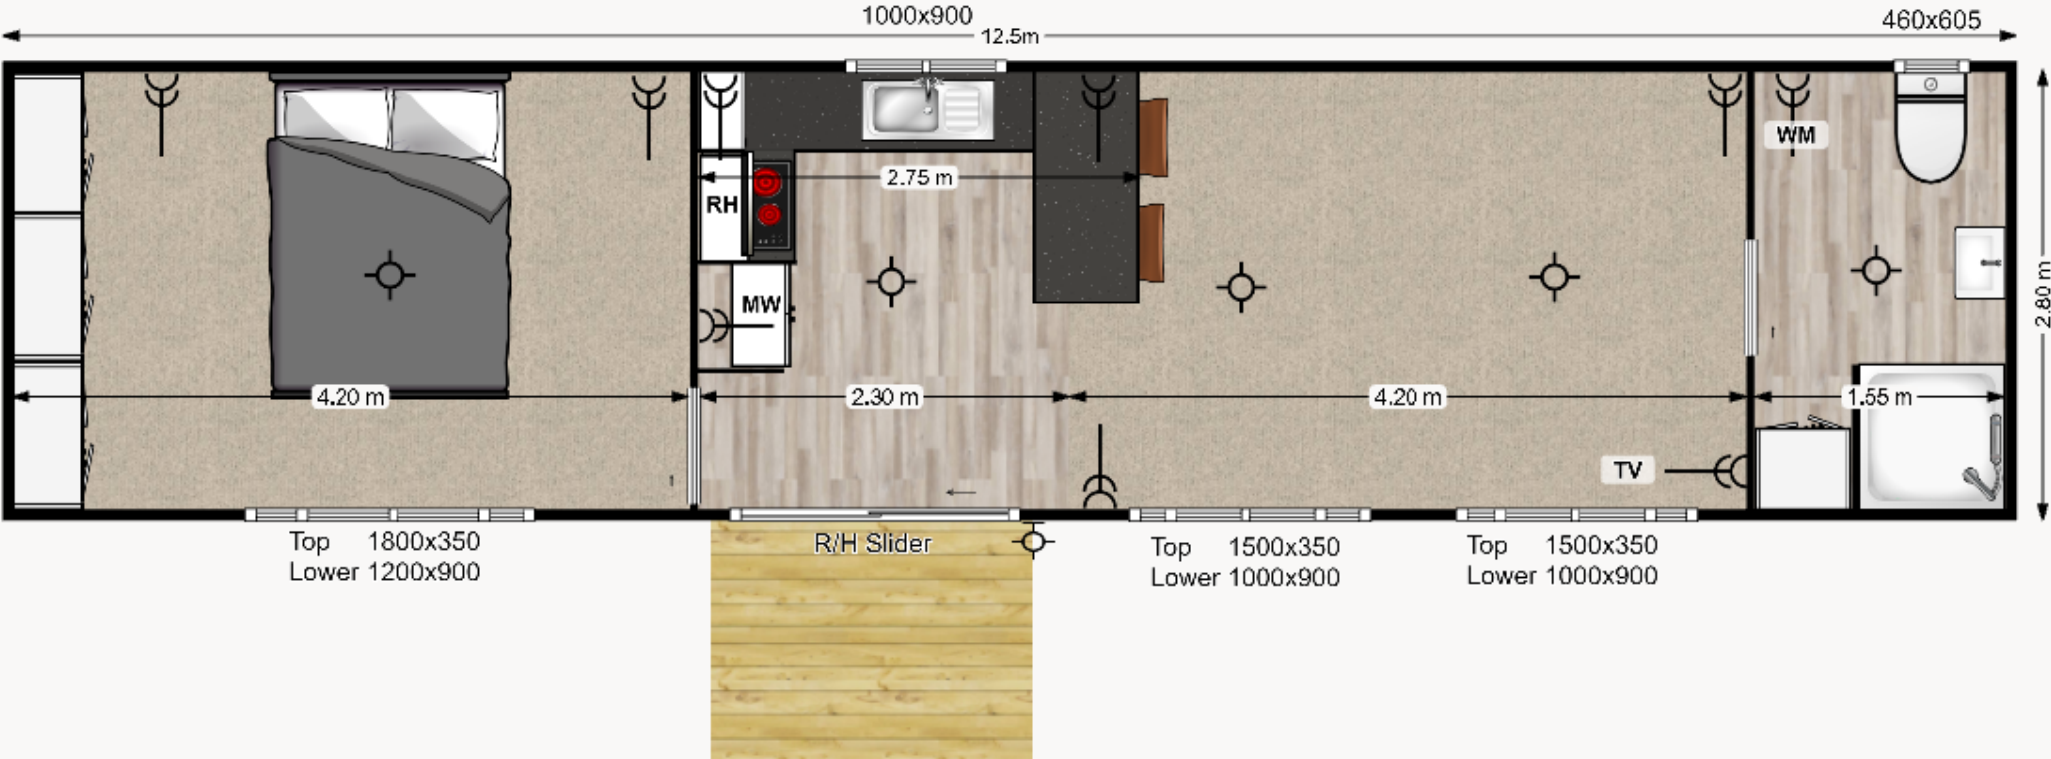 1000x900
460x605
12.5m
WM
2.75 m
RH
MW
2.80 m
4.20 m
2.30 m
4.20 m
1.55 m
TV
R/H Slider
Top 1800x350
Lower 1200x900
Top 1500x350
Lower 1000x900
Top 1500x350
Lower 1000x900